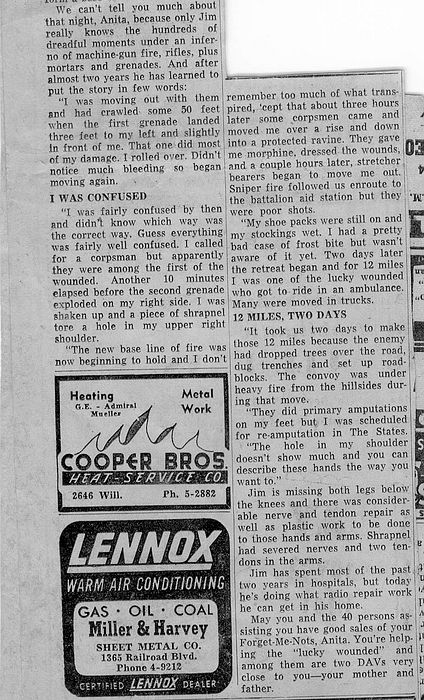 We can't tell you much about
that night, Anita, because only Jim
really knows the hundreds of
dreadful moments under an infer-
no of machine-gun fire, rifles, plus
mortars and grenades. And after
almost two years he has learned to
put the story in few words:
"I was moving out with them
and had crawled some 50 feet
when the first grenade landed
three feet to my left and slightly
in front of me. That one did most
of my damage. I rolled over. Didn't
notice much bleeding so began
moving again.
I WAS CONFUSED
"I was fairly confused by then
and didn't know which way was
the correct way. Guess everything
was fairly well confused. I called
for a corpsman but apparently
they were among the first of the
wounded. Another 10 minutes
elapsed before the second grenade
exploded on my right side. I was
shaken up and a piece of shrapnel
tore a hole in my upper right
shoulder.
"The new base line of fire was
now beginning to hold and I don't
remember too much of what trans-
pired, 'cept that about three hours
later some corpsmen came and
moved me over a rise and down
into a protected ravine. They gave
me morphine, dressed the wounds,
and a couple hours later, stretcher
bearers began to move me out.
Sniper fire followed us enroute to
the battalion aid station but they
were poor shots.
"My shoe packs were still on and
my stockings wet. I had a pretty
bad case of frost bite but wasn't
aware of it yet. Two days later
the retreat began and for 12 miles
I was one of the lucky wounded
who got to ride in an ambulance.
Many were moved in trucks.
12 MILES, TWO DAYS
"It took us two days to make
those 12 miles because the enemy
had dropped trees over the road,
dug trenches and set up road-
blocks. The convoy was under
heavy fire from the hillsides dur-
ing that move.
"They did primary amputations
on my feet but I was scheduled
for re-amputation in The States.
"The hole in my shoulder
doesn't show much and you can
describe these hands the way you
want to."
Jim is missing both legs below
the knees and there was consider-
able nerve and tendon repair as
well as plastic work to be done
to those hands and arms. Shrapnel
had severed nerves and two ten-
dons in the arms.
Jim has spent most of the past
two years in hospitals, but today
he's doing what radio repair work
he can get in his home.
May you and the 40 persons as-
sisting you have good sales of your
Forget-Me-Nots, Anita. You're help-
ing the "lucky wounded" and
among them are two DAVs very
close to you—your mother and
father.
Heating
G.E. - Admiral
Mueller
Metal
Work
COOPER BROS.
HEAT-SERVICE CO.
2646 Will. Ph. 5-2882
LENNOX
WARM AIR CONDITIONING
GAS · OIL · COAL
Miller & Harvey
SHEET METAL CO.
1365 Railroad Blvd.
Phone 4-9212
CERTIFIED LENNOX DEALER